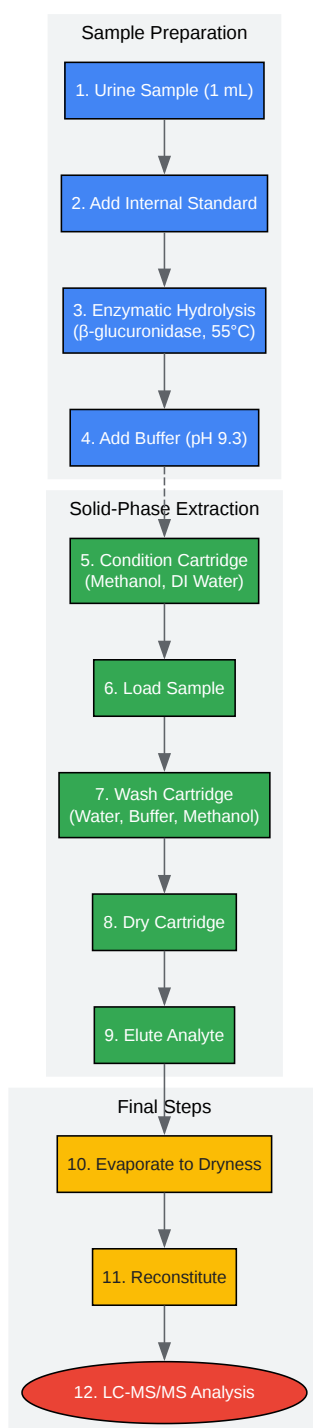 Sample Preparation
1. Urine Sample (1 mL)
2. Add Internal Standard
3. Enzymatic Hydrolysis
(β-glucuronidase, 55°C)
4. Add Buffer (pH 9.3)
Solid-Phase Extraction
5. Condition Cartridge
(Methanol, DI Water)
6. Load Sample
7. Wash Cartridge
(Water, Buffer, Methanol)
8. Dry Cartridge
9. Elute Analyte
Final Steps
10. Evaporate to Dryness
11. Reconstitute
12. LC-MS/MS Analysis